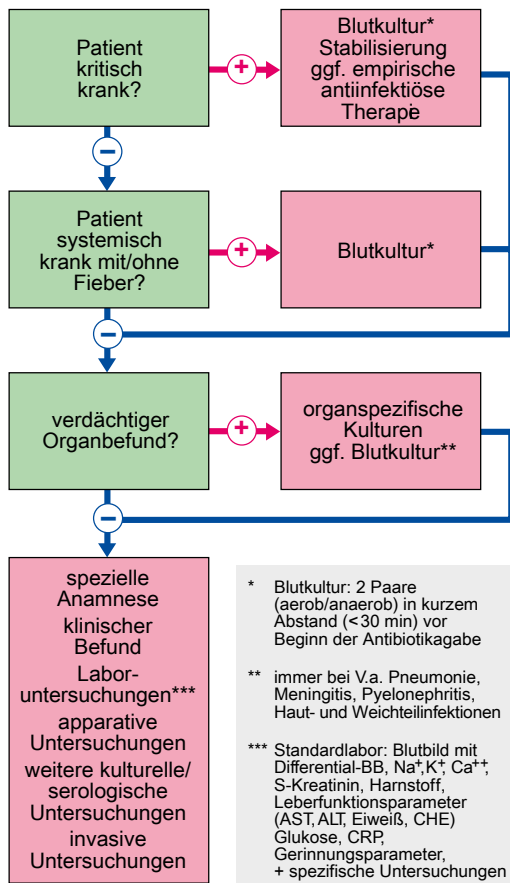 Patient
kritisch
krank?
+
Blutkultur*
Stabilisierung
ggf. empirische
antiinfektiöse
Therapie
−
Patient
systemisch
krank mit/ohne
Fieber?
+
Blutkultur*
−
verdächtiger
Organbefund?
+
organspezifische
Kulturen
ggf. Blutkultur**
−
spezielle
Anamnese
klinischer
Befund
Labor-
untersuchungen***
apparative
Untersuchungen
weitere kulturelle/
serologische
Untersuchungen
invasive
Untersuchungen
* Blutkultur: 2 Paare
(aerob/anaerob) in kurzem
Abstand (<30 min) vor
Beginn der Antibiotikagabe
** immer bei V.a. Pneumonie,
Meningitis, Pyelonephritis,
Haut- und Weichteilinfektionen
*** Standardlabor: Blutbild mit
Differential-BB, Na⁺,K⁺, Ca⁺⁺,
S-Kreatinin, Harnstoff,
Leberfunktionsparameter
(AST, ALT, Eiweiß, CHE)
Glukose, CRP,
Gerinnungsparameter,
+ spezifische Untersuchungen